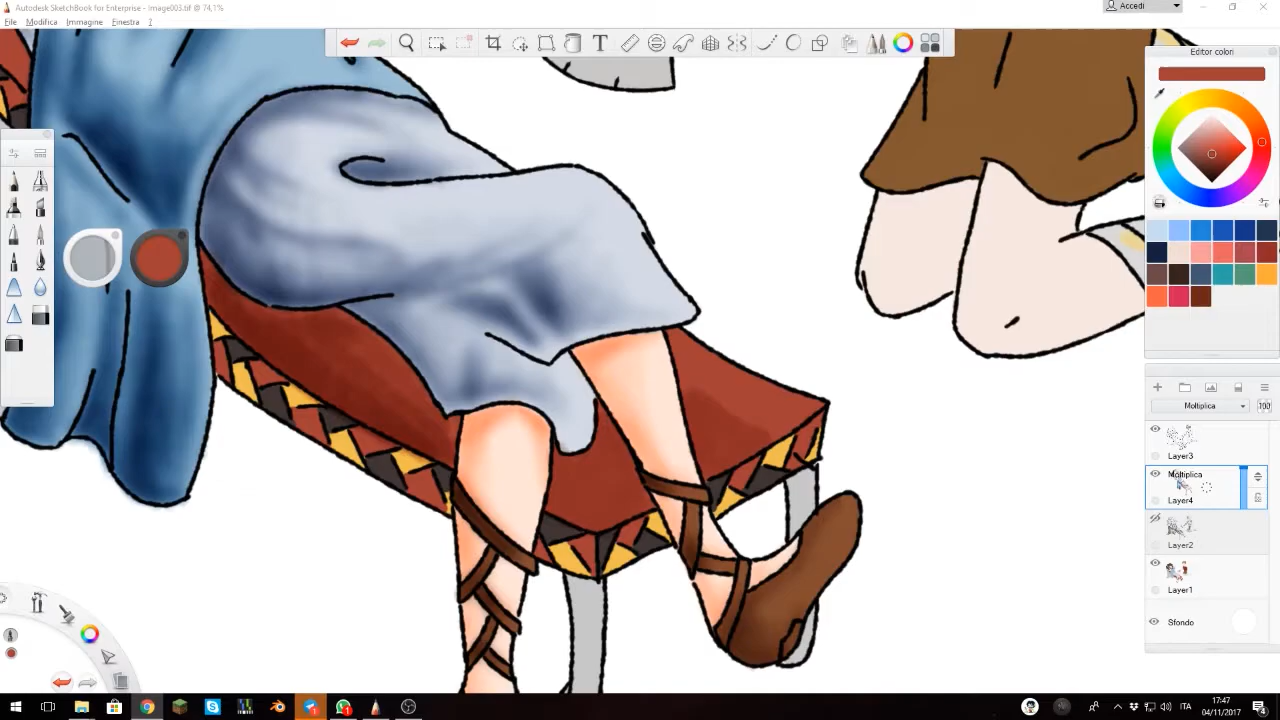 Autodesk SketchBook for Enterprise - Image003.tif @ 74,1%
Accedi
File Modifica Immagine Finestra ?
T
Editor colori
Moltiplica 100
Layer3
Moltiplica
Layer4
Layer2
Layer1
Sfondo
ITA
17:47
04/11/2017
4